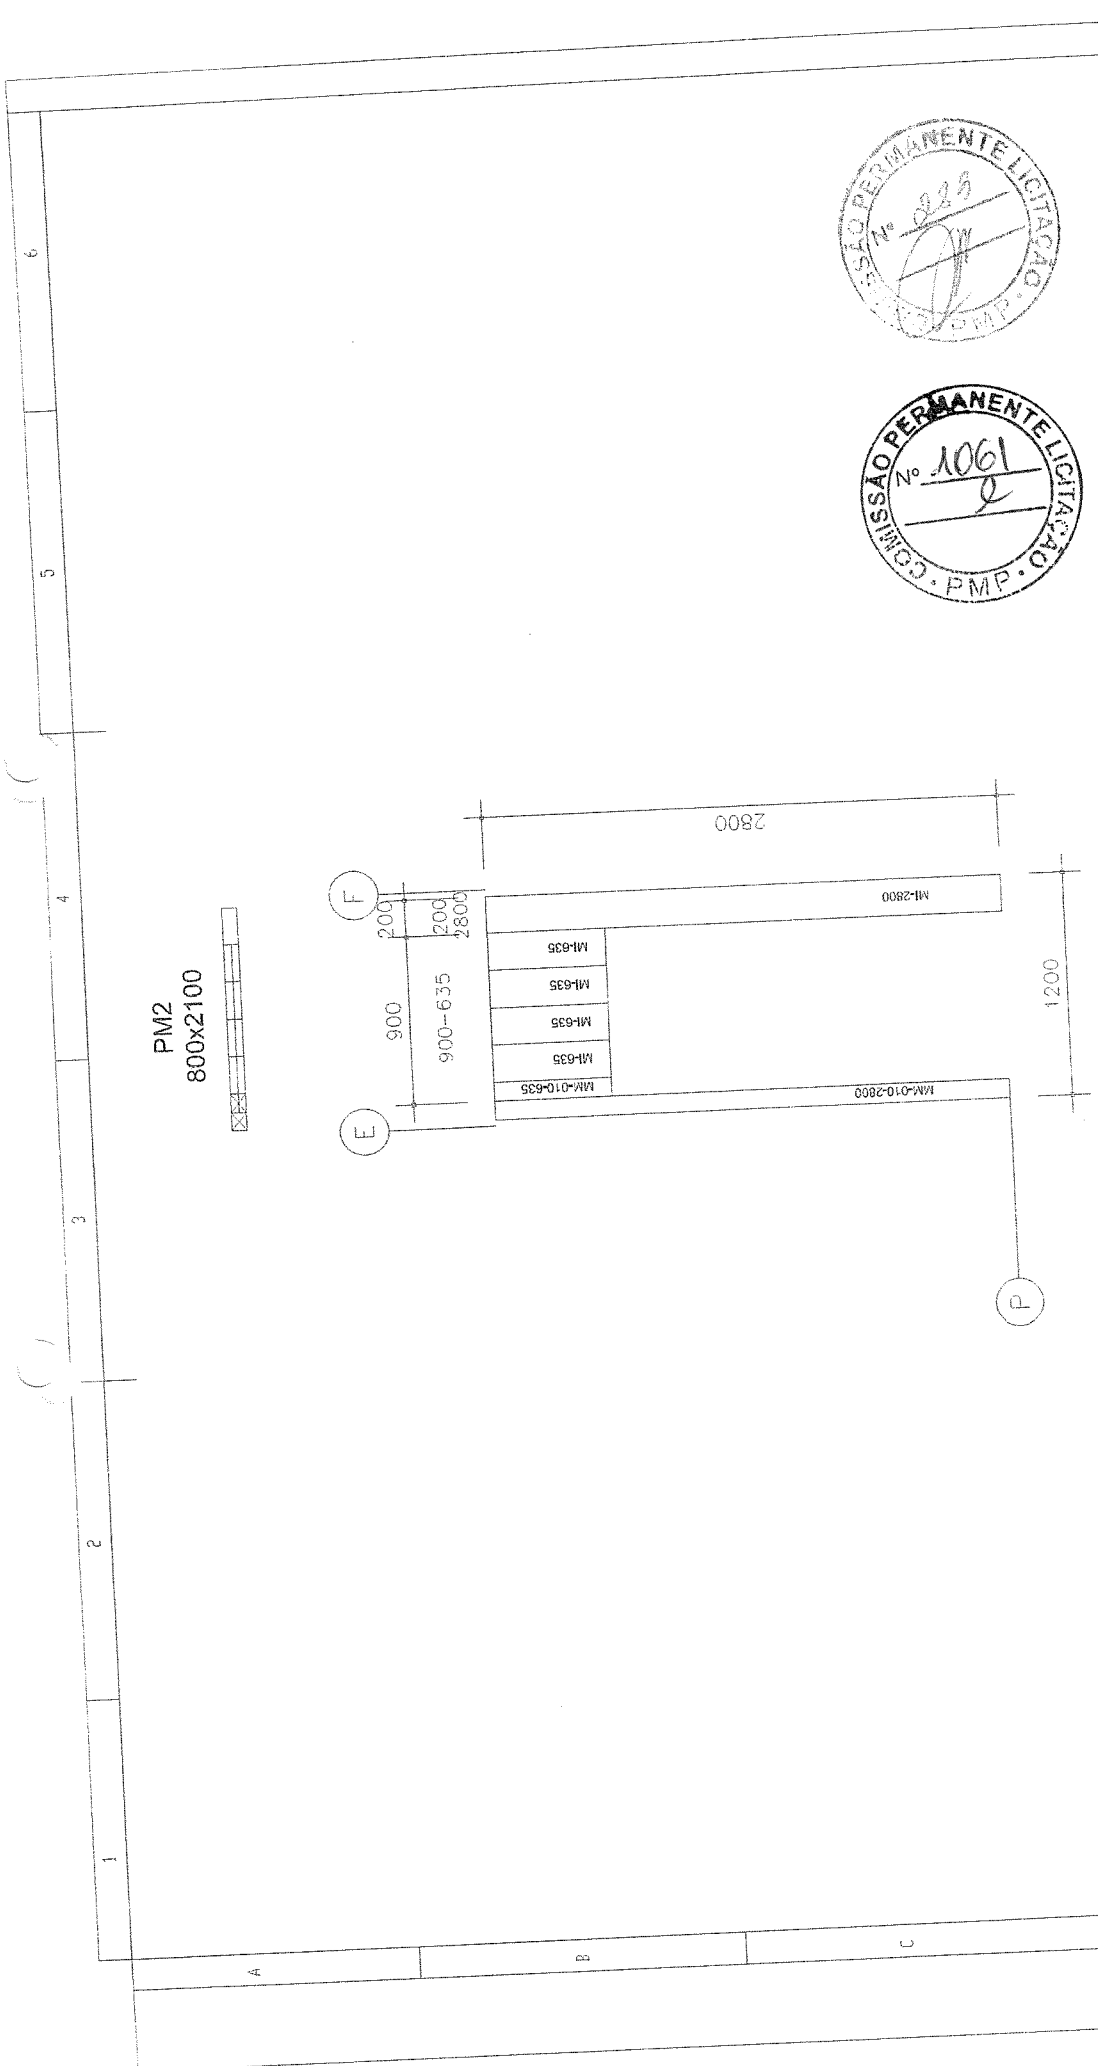 6
5
4
3
2
1
A
B
C
COMISSÃO PERMANENTE LICITAÇÃO · PMP ·
Nº
COMISSÃO PERMANENTE LICITAÇÃO · PMP ·
Nº 1061
PM2
800x2100
F
E
200
900
200
2800
900-635
2800
MI-2800
MI-635
MI-635
MI-635
MI-635
MM-010-635
MM-010-2800
1200
P